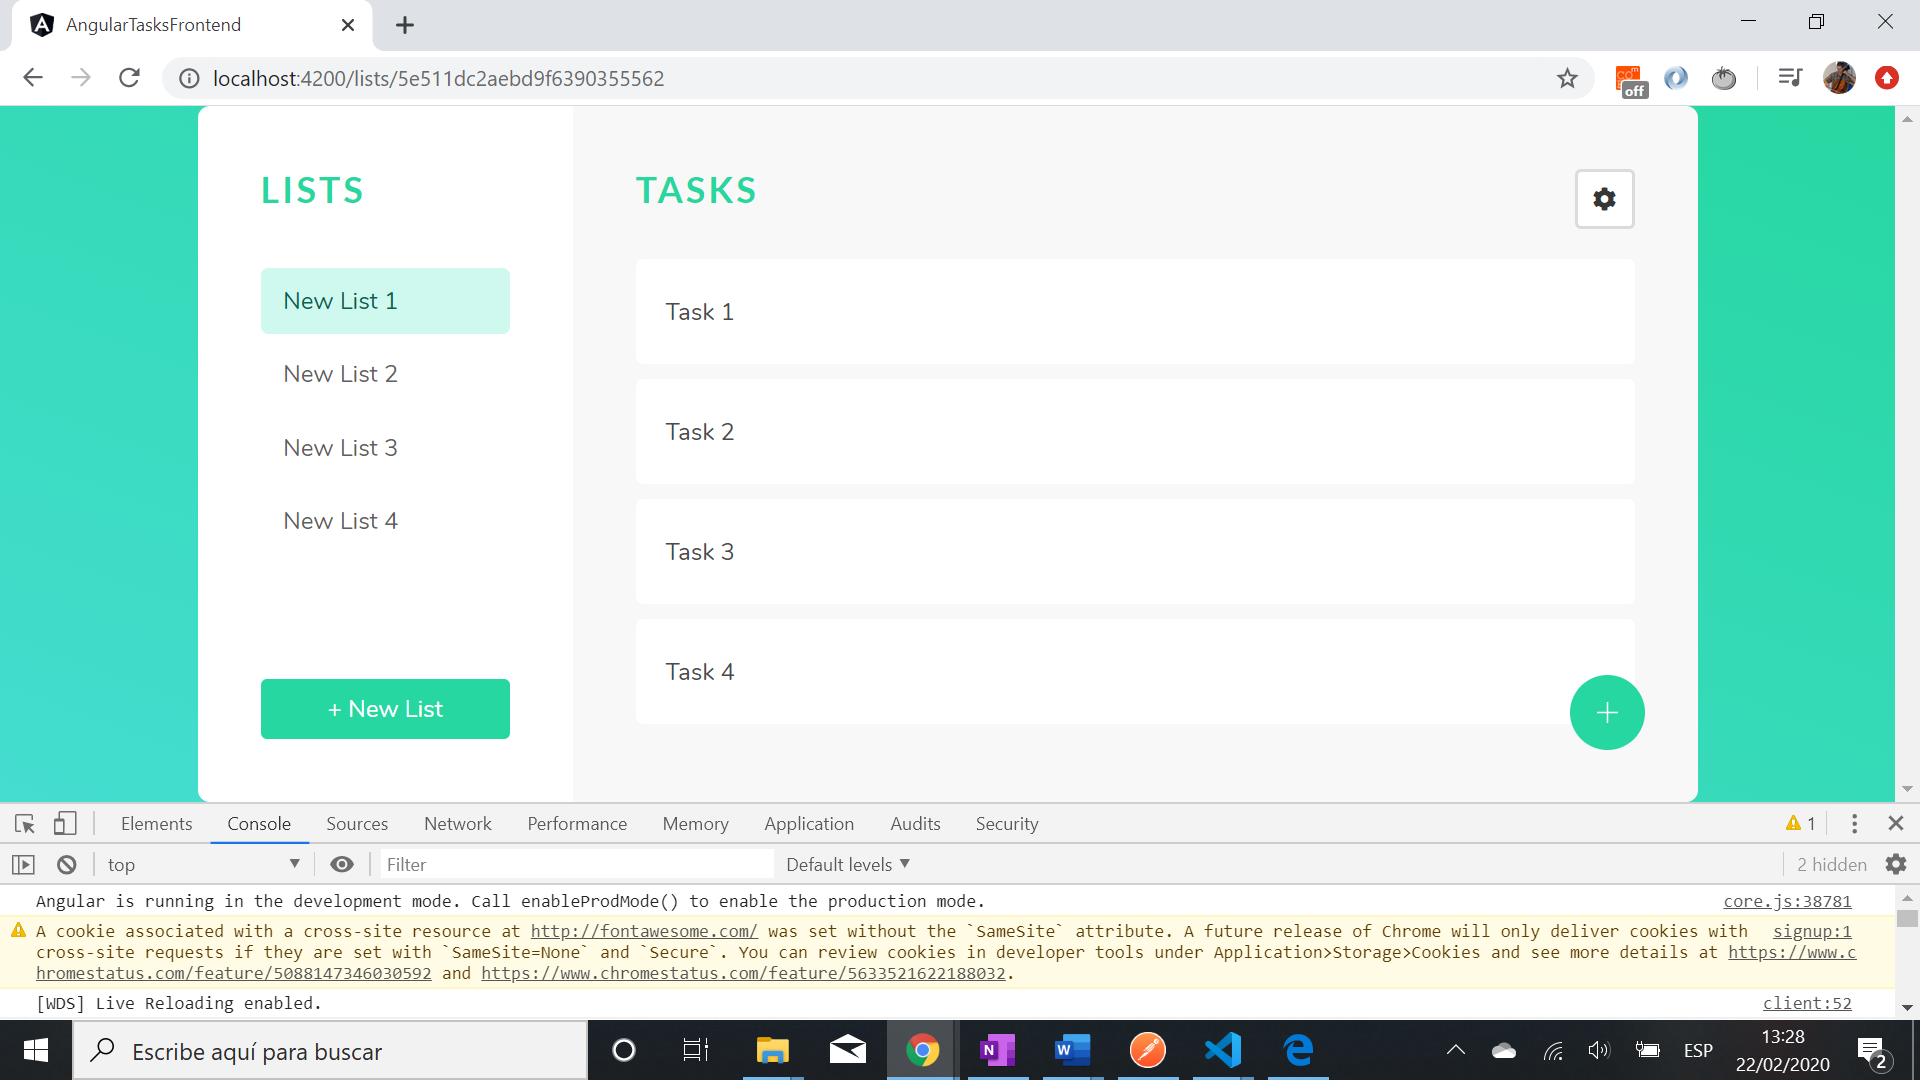 AngularTasksFrontend
localhost:4200/lists/5e511dc2aebd9f6390355562
off
LISTS
New List 1
New List 2
New List 3
New List 4
+ New List
TASKS
Task 1
Task 2
Task 3
Task 4
Elements Console Sources Network Performance Memory Application Audits Security 1
top Filter Default levels 2 hidden
Angular is running in the development mode. Call enableProdMode() to enable the production mode. core.js:38781
A cookie associated with a cross-site resource at http://fontawesome.com/ was set without the `SameSite` attribute. A future release of Chrome will only deliver cookies with signup:1
cross-site requests if they are set with `SameSite=None` and `Secure`. You can review cookies in developer tools under Application>Storage>Cookies and see more details at https://www.c
hromestatus.com/feature/5088147346030592 and https://www.chromestatus.com/feature/5633521622188032.
[WDS] Live Reloading enabled. client:52
Escribe aquí para buscar
N
W
ESP
13:28
22/02/2020
2